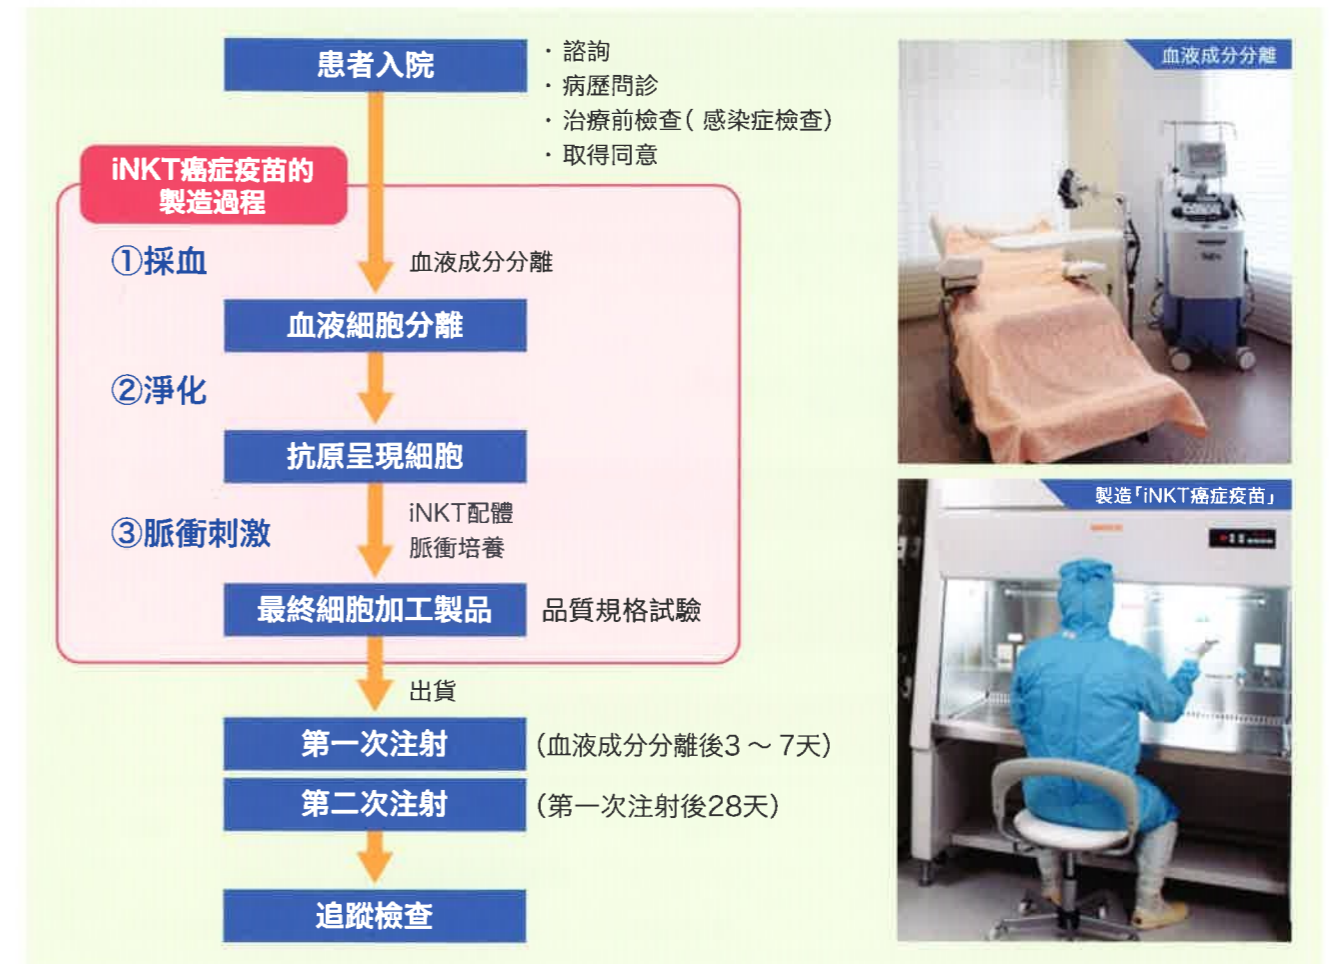 患者入院
・諮詢
・病歷問診
・治療前檢查（感染症檢查）
・取得同意
iNKT癌症疫苗的
製造過程
①採血
血液成分分離
血液細胞分離
②淨化
抗原呈現細胞
③脈衝刺激
iNKT配體
脈衝培養
最終細胞加工製品
品質規格試驗
出貨
第一次注射
（血液成分分離後3～7天）
第二次注射
（第一次注射後28天）
追蹤檢查
血液成分分離
製造「iNKT癌症疫苗」